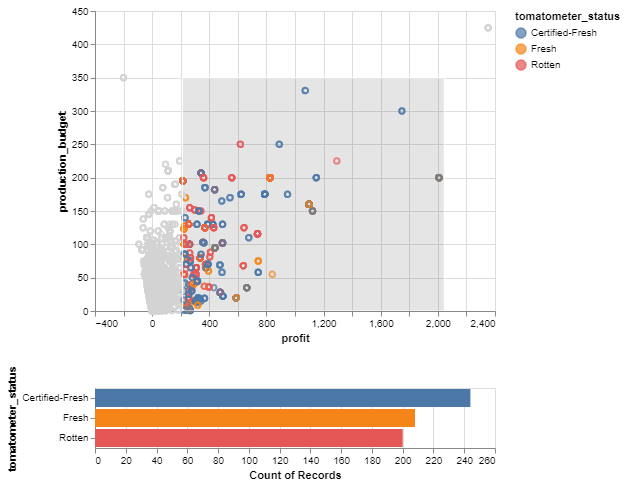 tomatometer_status
Certified-Fresh
Fresh
Rotten
production_budget
450
400
350
300
250
200
150
100
50
0
−400 0 400 800 1,200 1,600 2,000 2,400
profit
tomatometer_status
Certified-Fresh
Fresh
Rotten
0 20 40 60 80 100 120 140 160 180 200 220 240 260
Count of Records